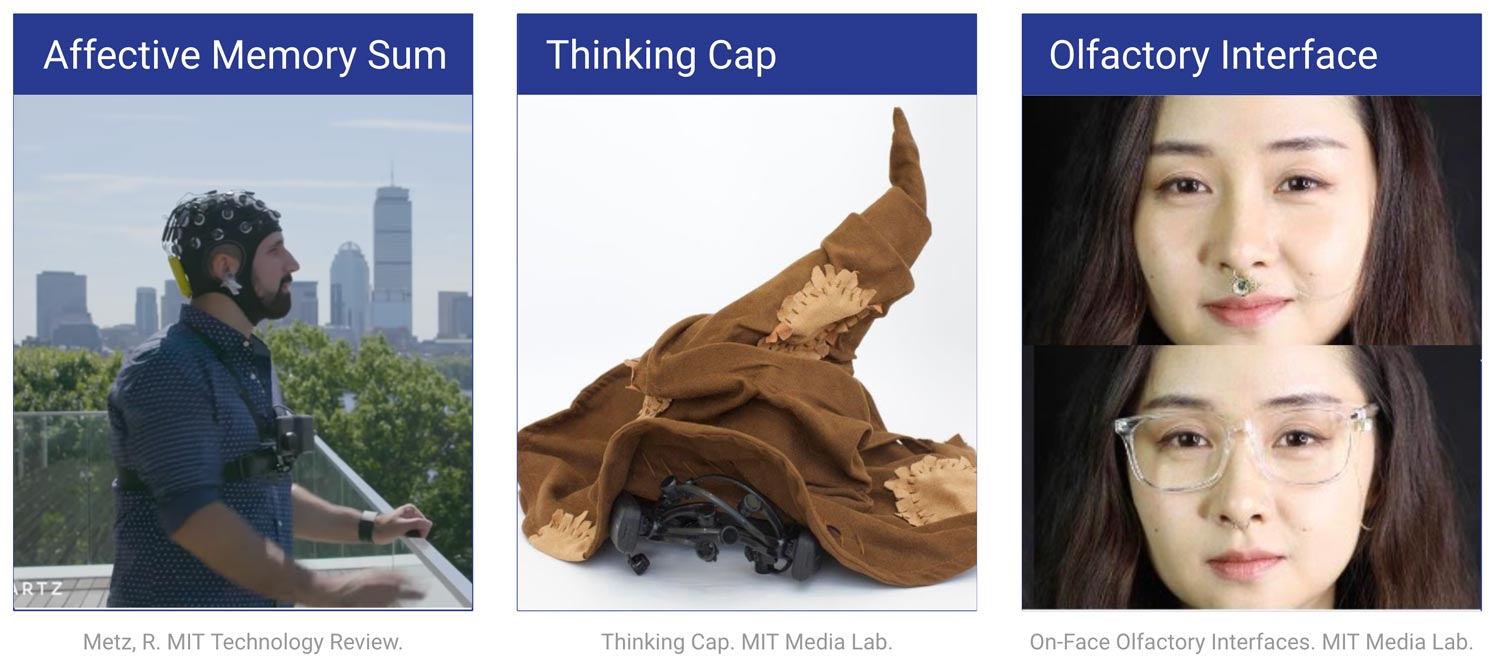 Affective Memory Sum
Thinking Cap
Olfactory Interface
ARTZ
Metz, R. MIT Technology Review.
Thinking Cap. MIT Media Lab.
On-Face Olfactory Interfaces. MIT Media Lab.